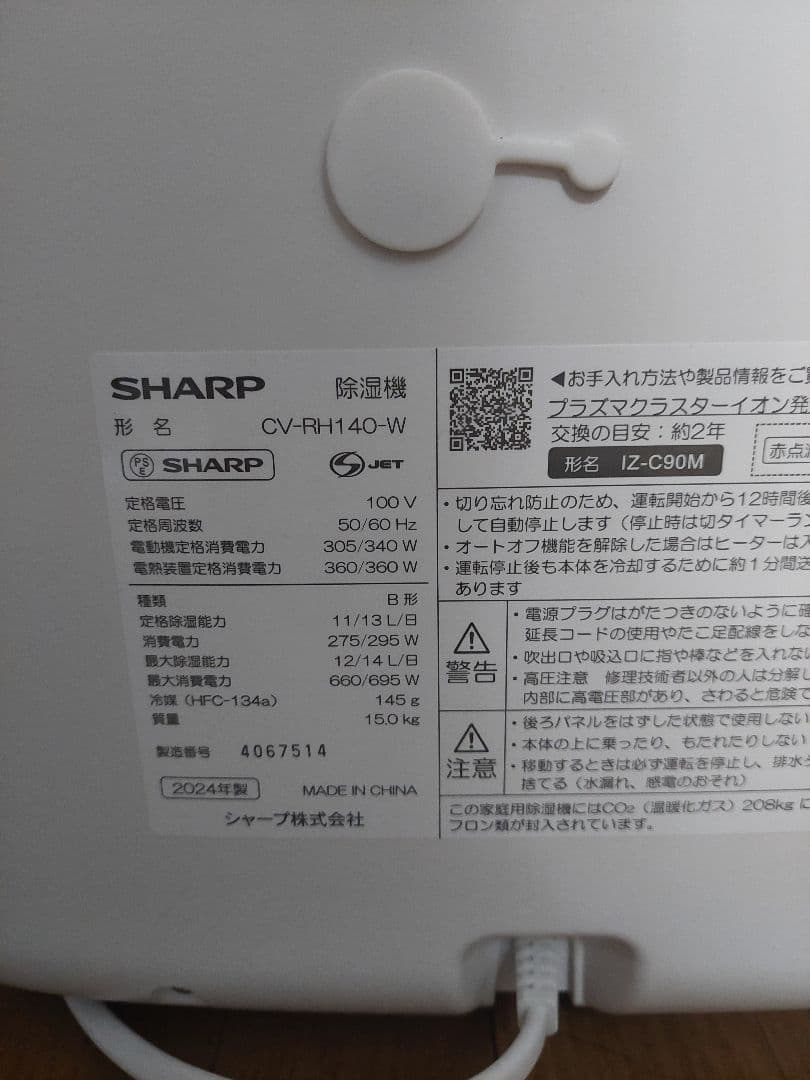 SHARP 除湿機
形 名 CV-RH140-W
PSE SHARP S JET
定格電圧 100 V
定格周波数 50/60 Hz
電動機定格消費電力 305/340 W
電熱装置定格消費電力 360/360 W
種類 B 形
定格除湿能力 11/13 L/日
消費電力 275/295 W
最大除湿能力 12/14 L/日
最大消費電力 660/695 W
冷媒（HFC-134a） 145 g
質量 15.0 kg
製造番号 4067514
2024年製 MADE IN CHINA
シャープ株式会社
◀お手入れ方法や製品情報をご
プラズマクラスターイオン発
交換の目安：約2年
形名 IZ-C90M
赤点
・切り忘れ防止のため、運転開始から12時間後
して自動停止します（停止時は切タイマーラン
・オートオフ機能を解除した場合はヒーターは入
・運転停止後も本体を冷却するために約１分間送
あります
警告
・電源プラグはがたつきのないように確
延長コードの使用やたこ足配線をしな
・吹出口や吸込口に指や棒などを入れない
・高圧注意 修理技術者以外の人は分解し
内部に高電圧部があり、さわると危険で
注意
・後ろパネルをはずした状態で使用しない
・本体の上に乗ったり、もたれたりしない
・移動するときは必ず運転を停止し、排水
捨てる（水漏れ、感電のおそれ）
この家庭用除湿機にはCO₂（温暖化ガス）208kg に
フロン類が封入されています。